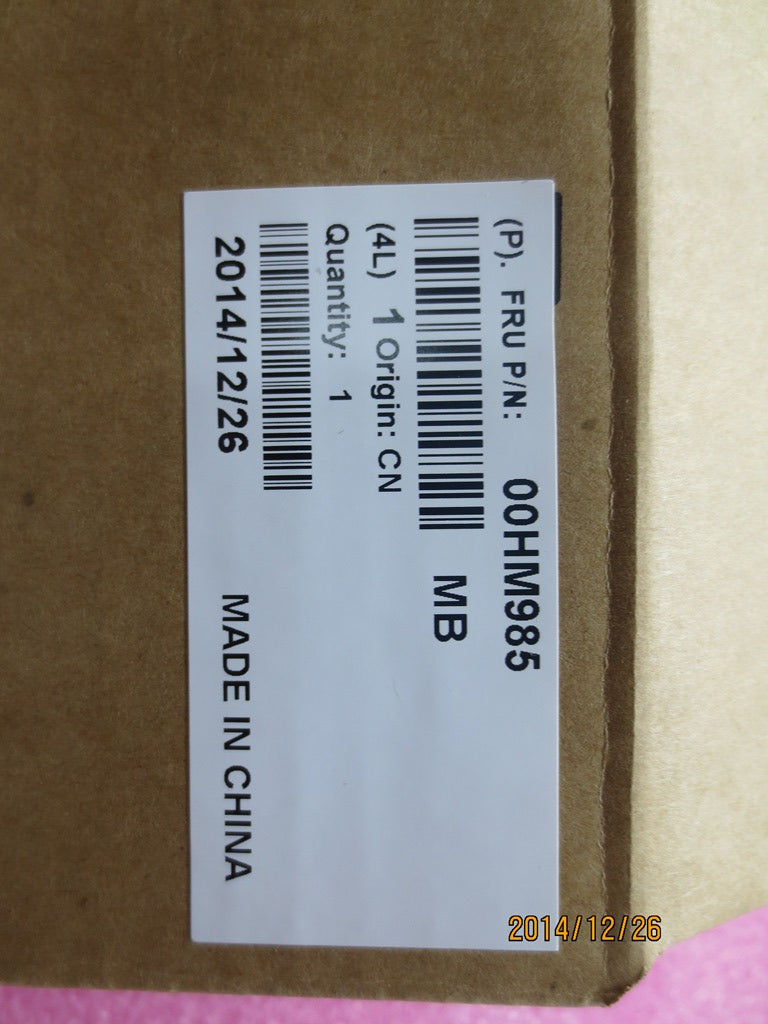 (P). FRU P/N: 00HM985
MB
(4L) 1 Origin: CN
Quantity: 1
2014/12/26 MADE IN CHINA
2014/12/26